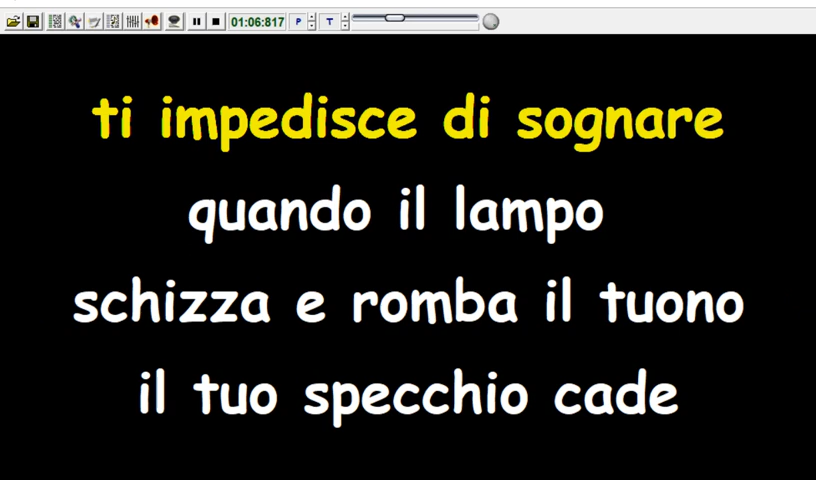 01:06:817 P T
ti impedisce di sognare
quando il lampo
schizza e romba il tuono
il tuo specchio cade